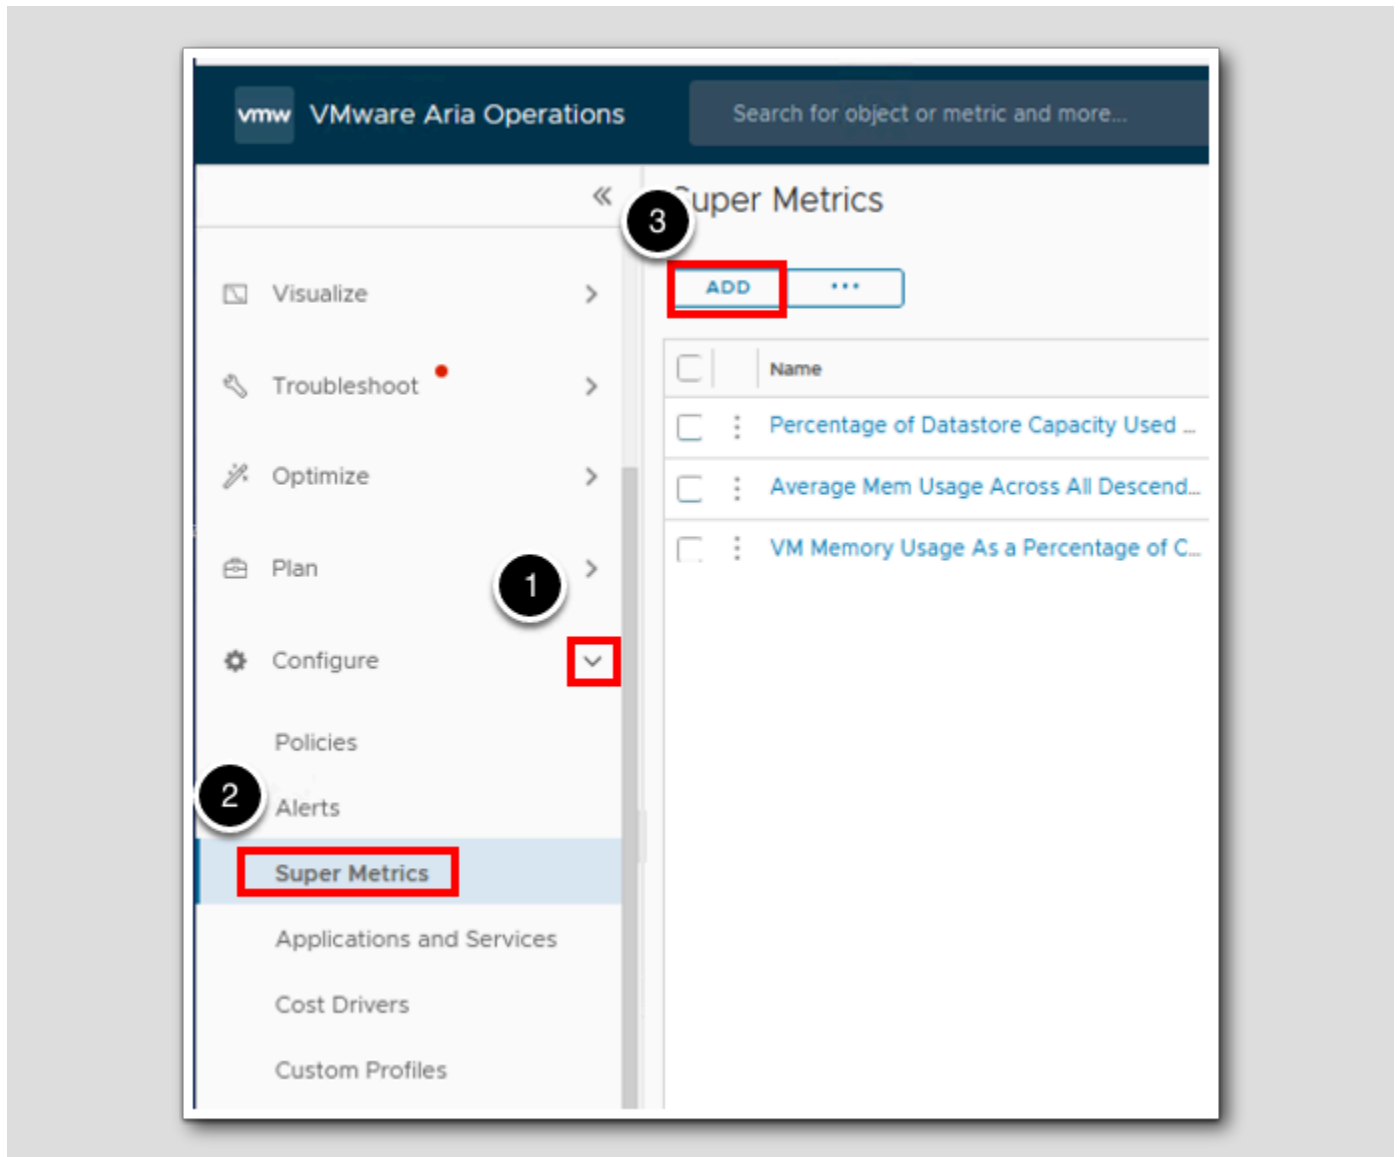 vmw VMware Aria Operations
Search for object or metric and more...
Super Metrics
3
ADD
...
Visualize
Troubleshoot
Optimize
Plan
1
Configure
Policies
2
Alerts
Super Metrics
Applications and Services
Cost Drivers
Custom Profiles
Name
Percentage of Datastore Capacity Used ...
Average Mem Usage Across All Descend...
VM Memory Usage As a Percentage of C...